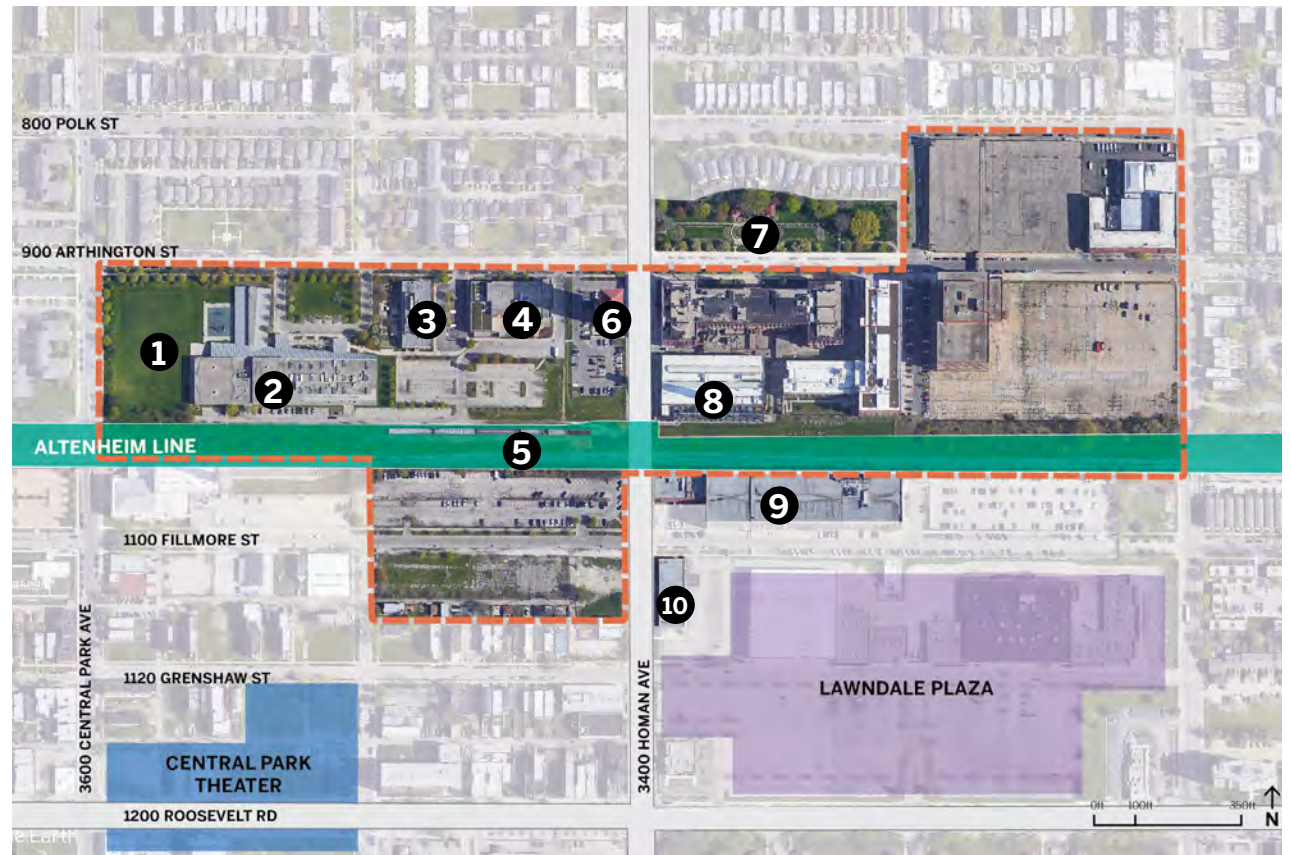 800 POLK ST
900 ARTHINGTON ST
7
1
3
4
6
2
8
ALTENHEIM LINE
5
9
1100 FILLMORE ST
10
3600 CENTRAL PARK AVE
1120 GRENSHAW ST
3400 HOMAN AVE
LAWNDALE PLAZA
CENTRAL PARK
THEATER
1200 ROOSEVELT RD
0ft 100ft 350ft
N
e Earth